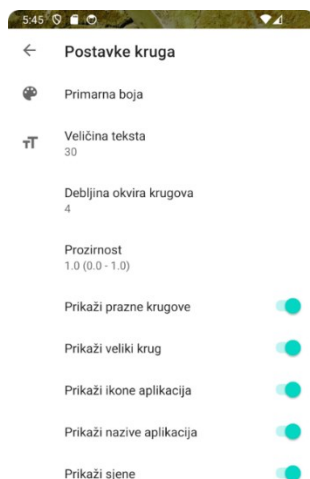 5:45
Postavke kruga
Primarna boja
Veličina teksta
30
Debljina okvira krugova
4
Prozirnost
1.0 (0.0 - 1.0)
Prikaži prazne krugove
Prikaži veliki krug
Prikaži ikone aplikacija
Prikaži nazive aplikacija
Prikaži sjene